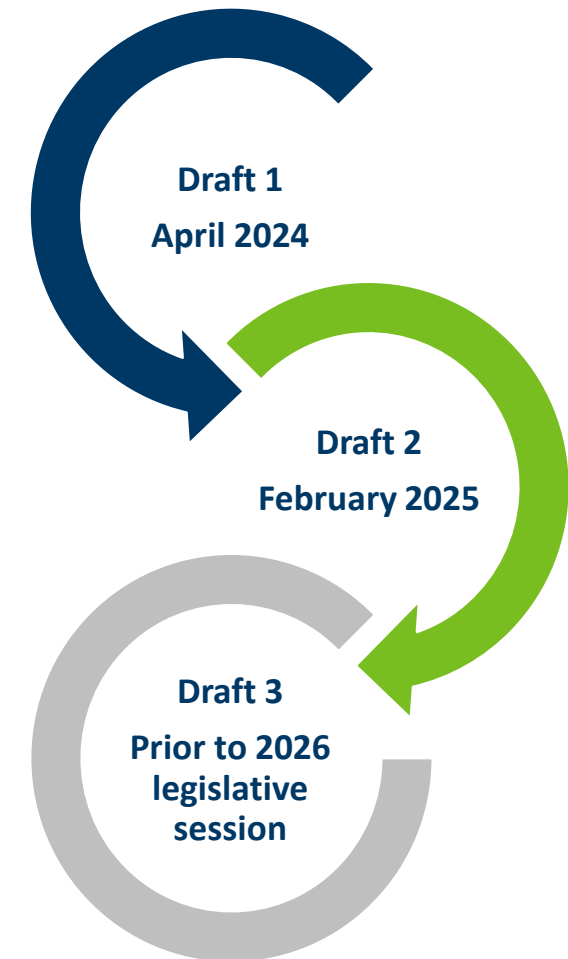 Draft 1
April 2024
Draft 2
February 2025
Draft 3
Prior to 2026
legislative
session